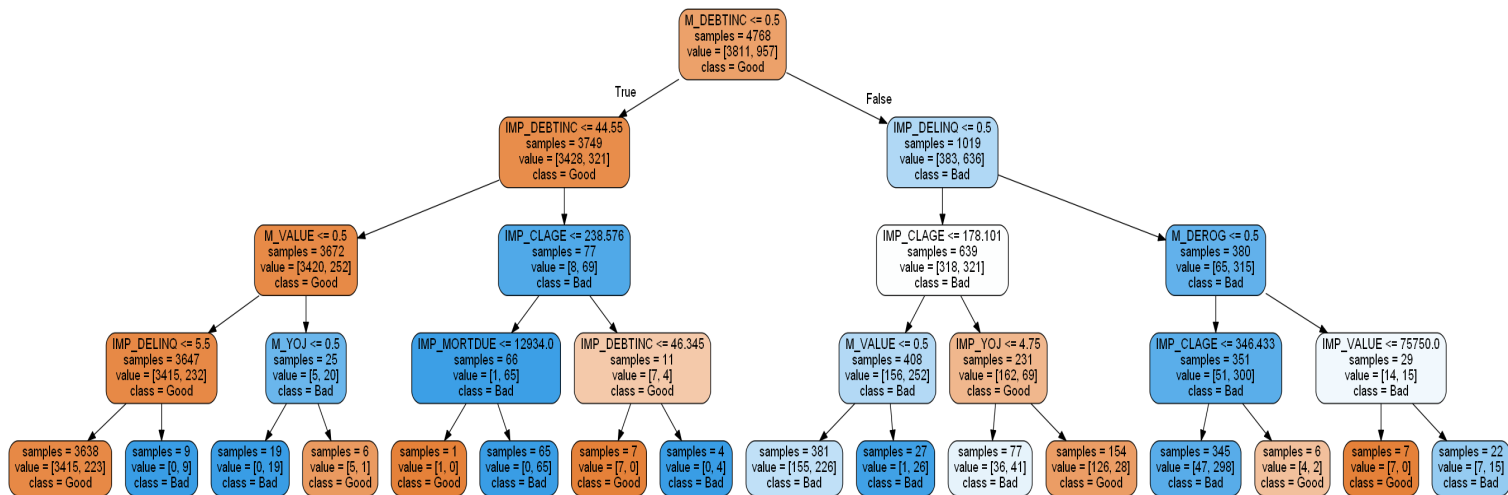 M_DEBTINC <= 0.5
samples = 4768
value = [3811, 957]
class = Good
True
False
IMP_DEBTINC <= 44.55
samples = 3749
value = [3428, 321]
class = Good
IMP_DELINQ <= 0.5
samples = 1019
value = [383, 636]
class = Bad
M_VALUE <= 0.5
samples = 3672
value = [3420, 252]
class = Good
IMP_CLAGE <= 238.576
samples = 77
value = [8, 69]
class = Bad
IMP_CLAGE <= 178.101
samples = 639
value = [318, 321]
class = Bad
M_DEROG <= 0.5
samples = 380
value = [65, 315]
class = Bad
IMP_DELINQ <= 5.5
samples = 3647
value = [3415, 232]
class = Good
M_YOJ <= 0.5
samples = 25
value = [5, 20]
class = Bad
IMP_MORTDUE <= 12934.0
samples = 66
value = [1, 65]
class = Bad
IMP_DEBTINC <= 46.345
samples = 11
value = [7, 4]
class = Good
M_VALUE <= 0.5
samples = 408
value = [156, 252]
class = Bad
IMP_YOJ <= 4.75
samples = 231
value = [162, 69]
class = Good
IMP_CLAGE <= 346.433
samples = 351
value = [51, 300]
class = Bad
IMP_VALUE <= 75750.0
samples = 29
value = [14, 15]
class = Bad
samples = 3638
value = [3415, 223]
class = Good
samples = 9
value = [0, 9]
class = Bad
samples = 19
value = [0, 19]
class = Bad
samples = 6
value = [5, 1]
class = Good
samples = 1
value = [1, 0]
class = Good
samples = 65
value = [0, 65]
class = Bad
samples = 7
value = [7, 0]
class = Good
samples = 4
value = [0, 4]
class = Bad
samples = 381
value = [155, 226]
class = Bad
samples = 27
value = [1, 26]
class = Bad
samples = 77
value = [36, 41]
class = Bad
samples = 154
value = [126, 28]
class = Good
samples = 345
value = [47, 298]
class = Bad
samples = 6
value = [4, 2]
class = Good
samples = 7
value = [7, 0]
class = Good
samples = 22
value = [7, 15]
class = Bad